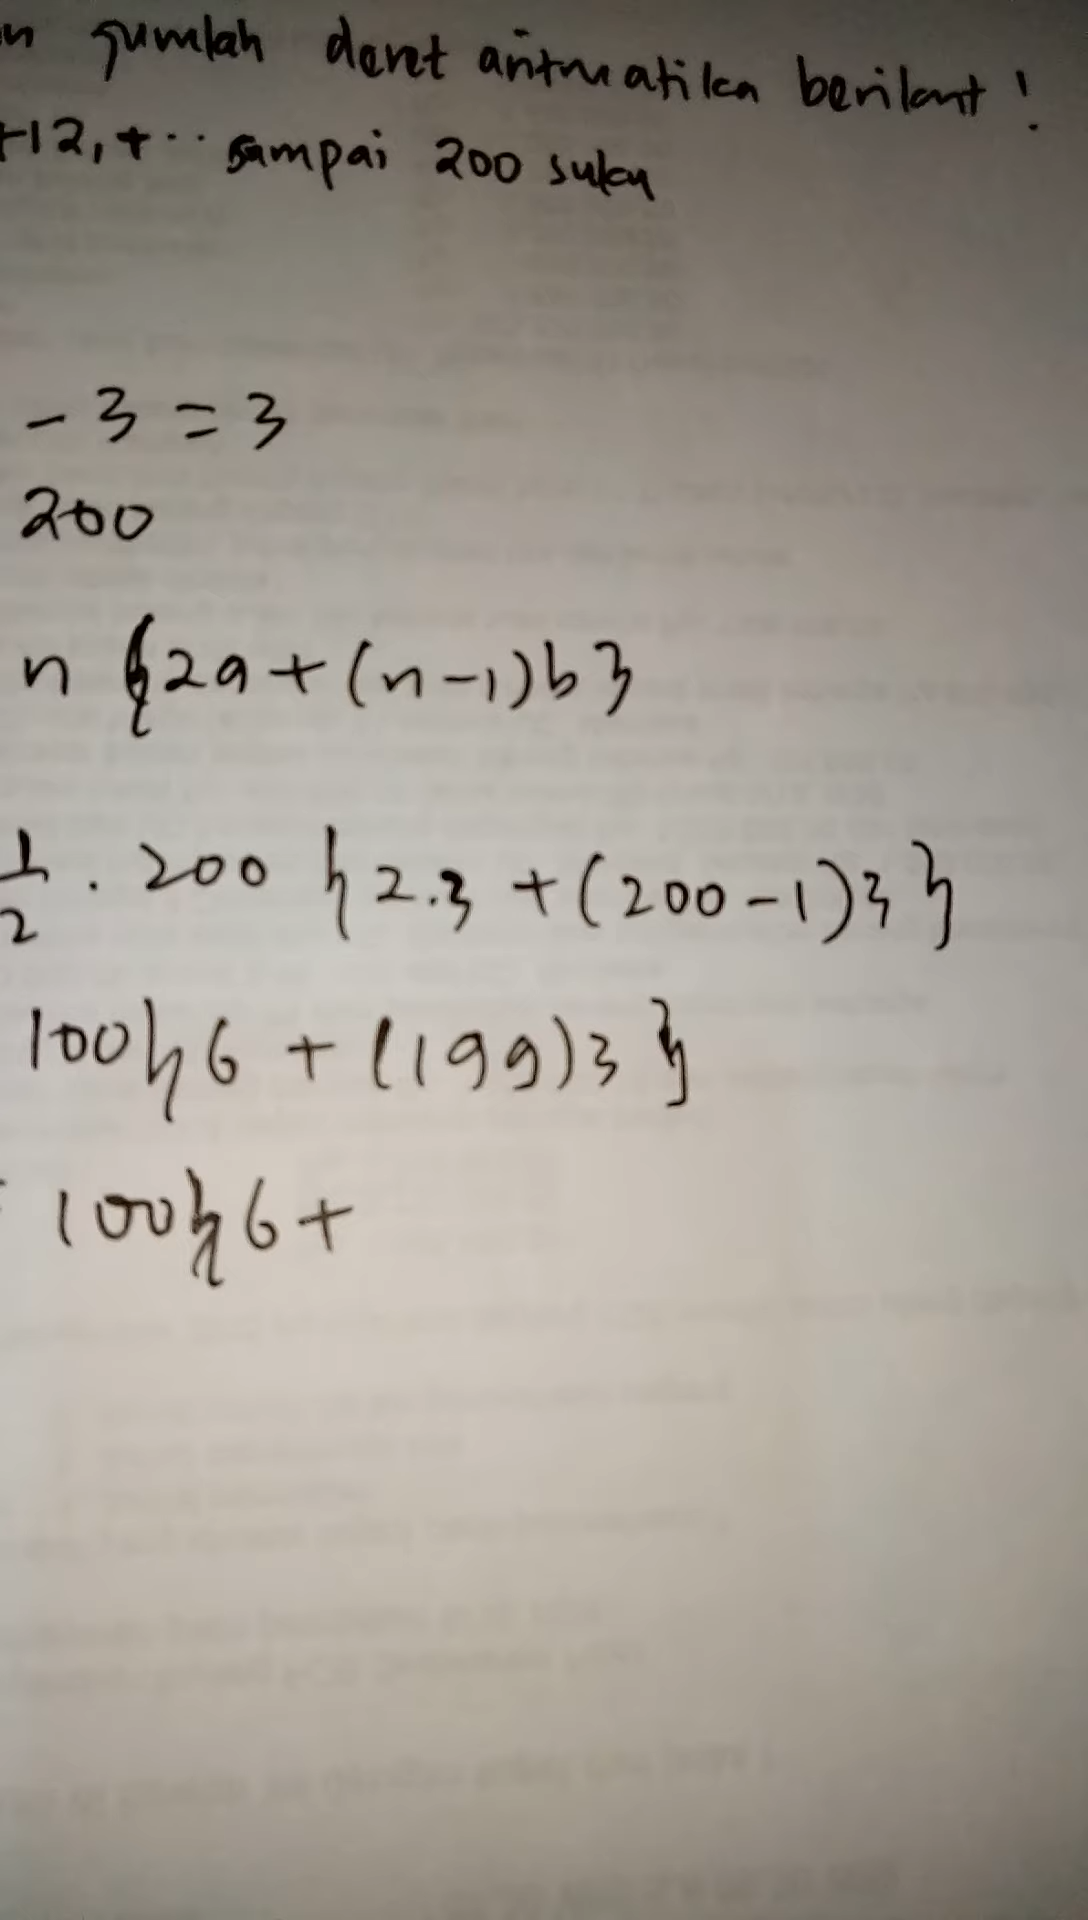 n jumlah deret aritmatika berikut !
+12,+... sampai 200 suku
- 3 = 3
200
n {2a + (n-1)b}
1/2 . 200 {2.3 + (200-1)3}
100{6 + (199)3}
= 100{6+